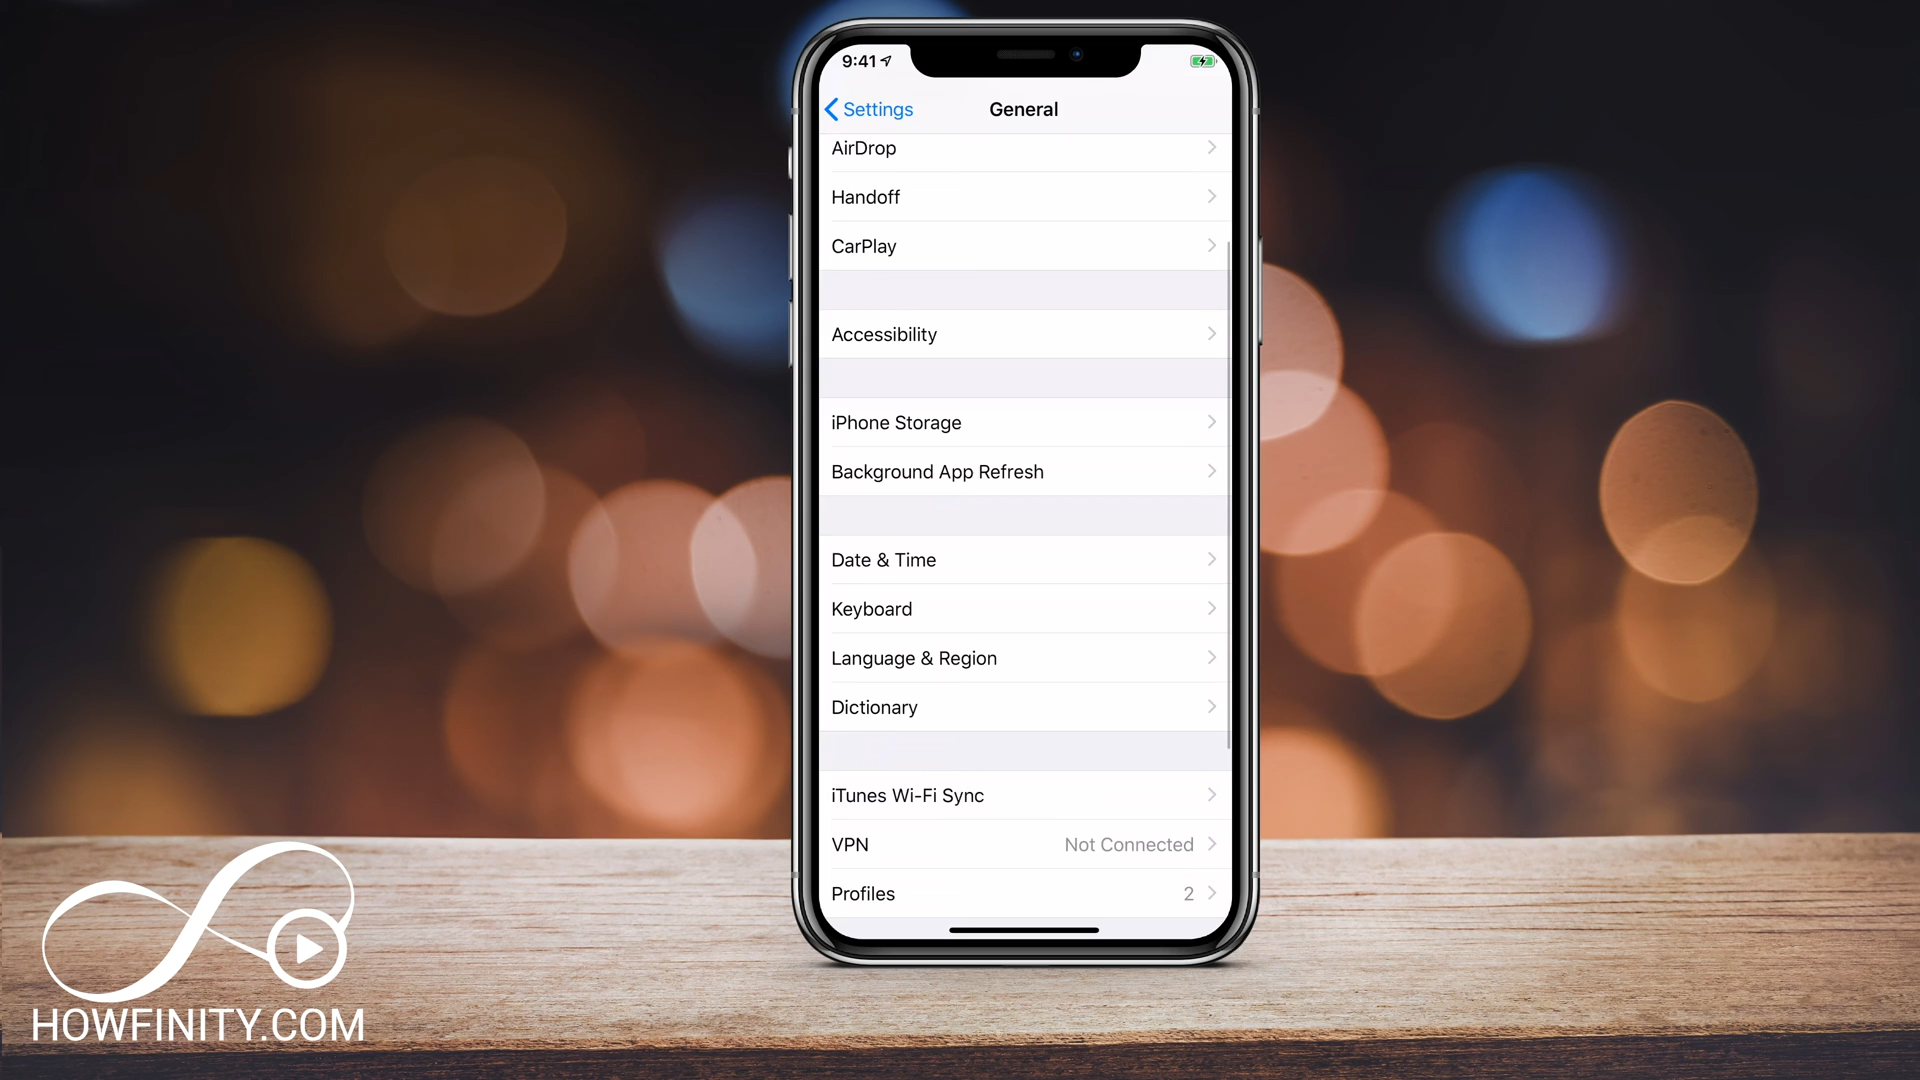 9:41
Settings
General
AirDrop
Handoff
CarPlay
Accessibility
iPhone Storage
Background App Refresh
Date & Time
Keyboard
Language & Region
Dictionary
iTunes Wi-Fi Sync
VPN Not Connected
Profiles 2
HOWFINITY.COM